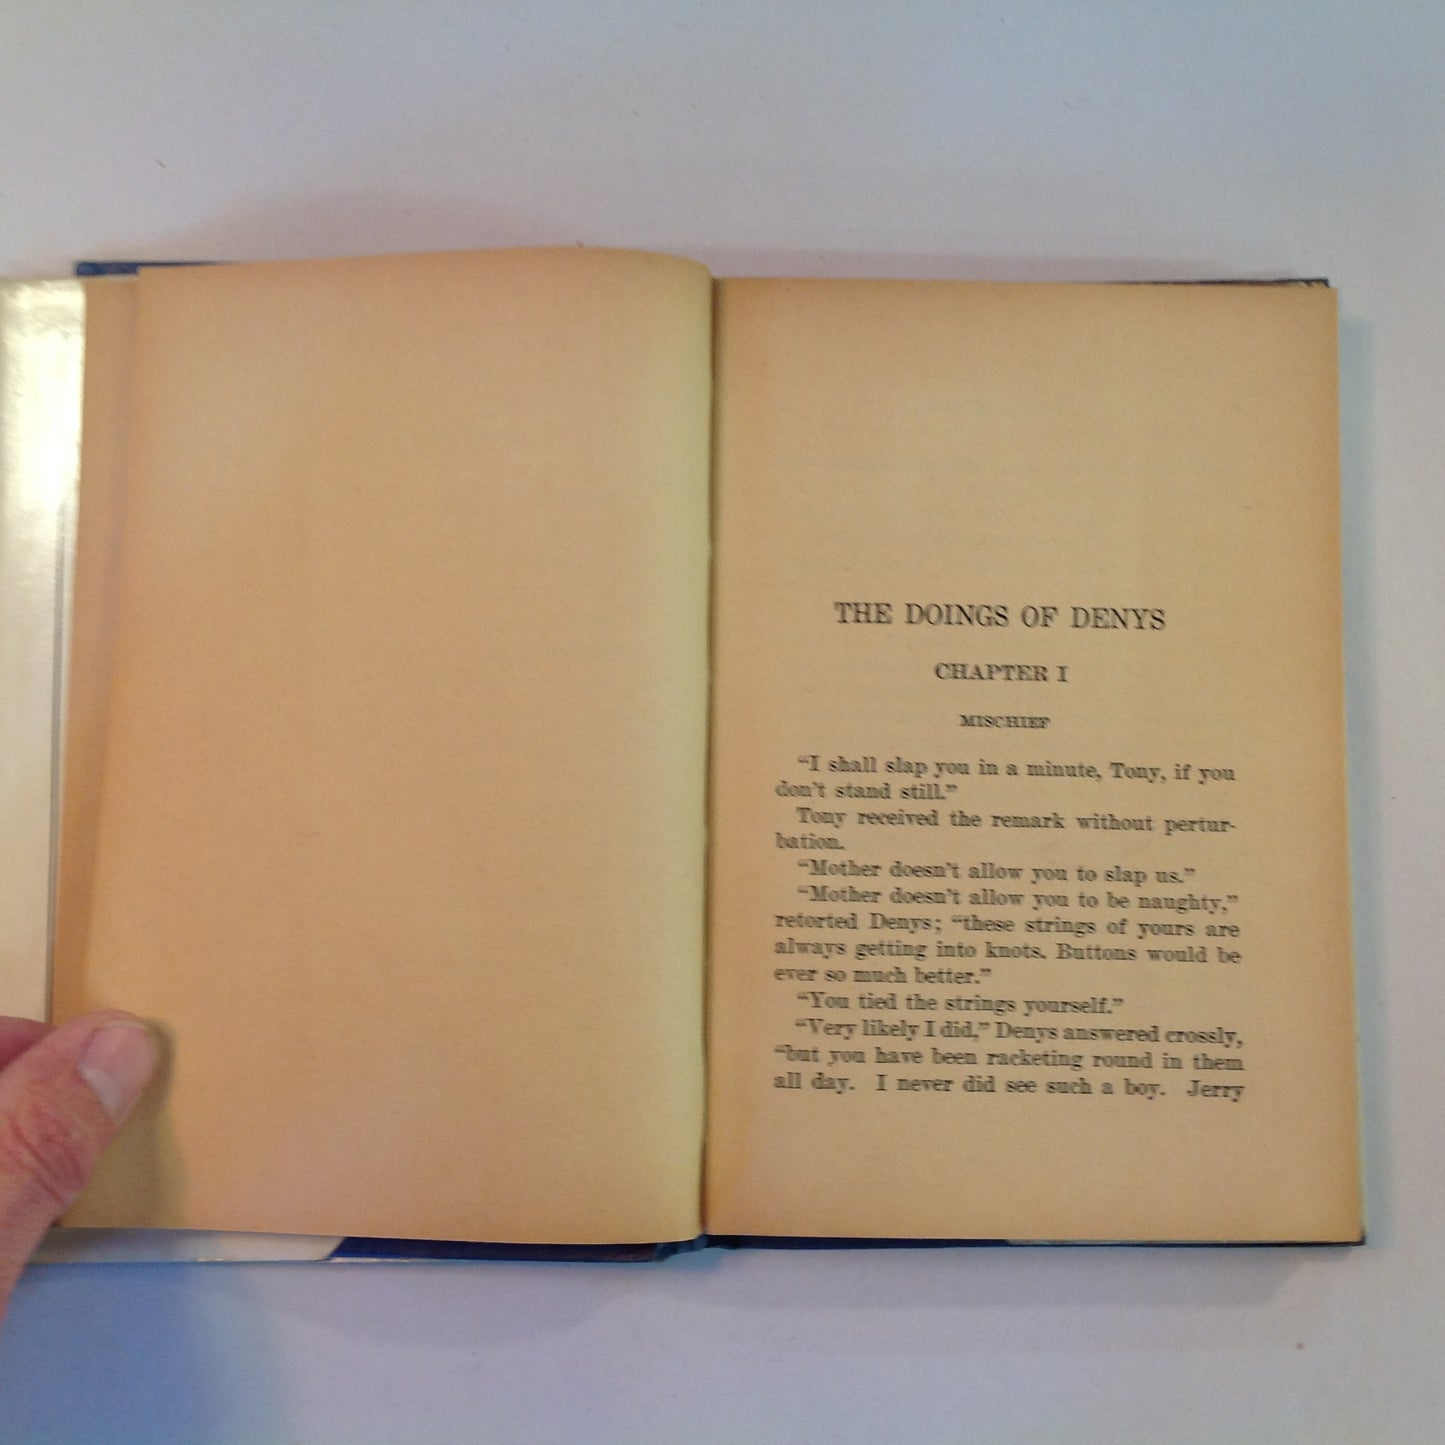 THE DOINGS OF DENYS
CHAPTER I
MISCHIEF
“I shall slap you in a minute, Tony, if you
don’t stand still.”
Tony received the remark without pertur-
bation.
“Mother doesn’t allow you to slap us.”
“Mother doesn’t allow you to be naughty,”
retorted Denys; “these strings of yours are
always getting into knots. Buttons would be
ever so much better.”
“You tied the strings yourself.”
“Very likely I did,” Denys answered crossly,
“but you have been racketing round in them
all day. I never did see such a boy. Jerry